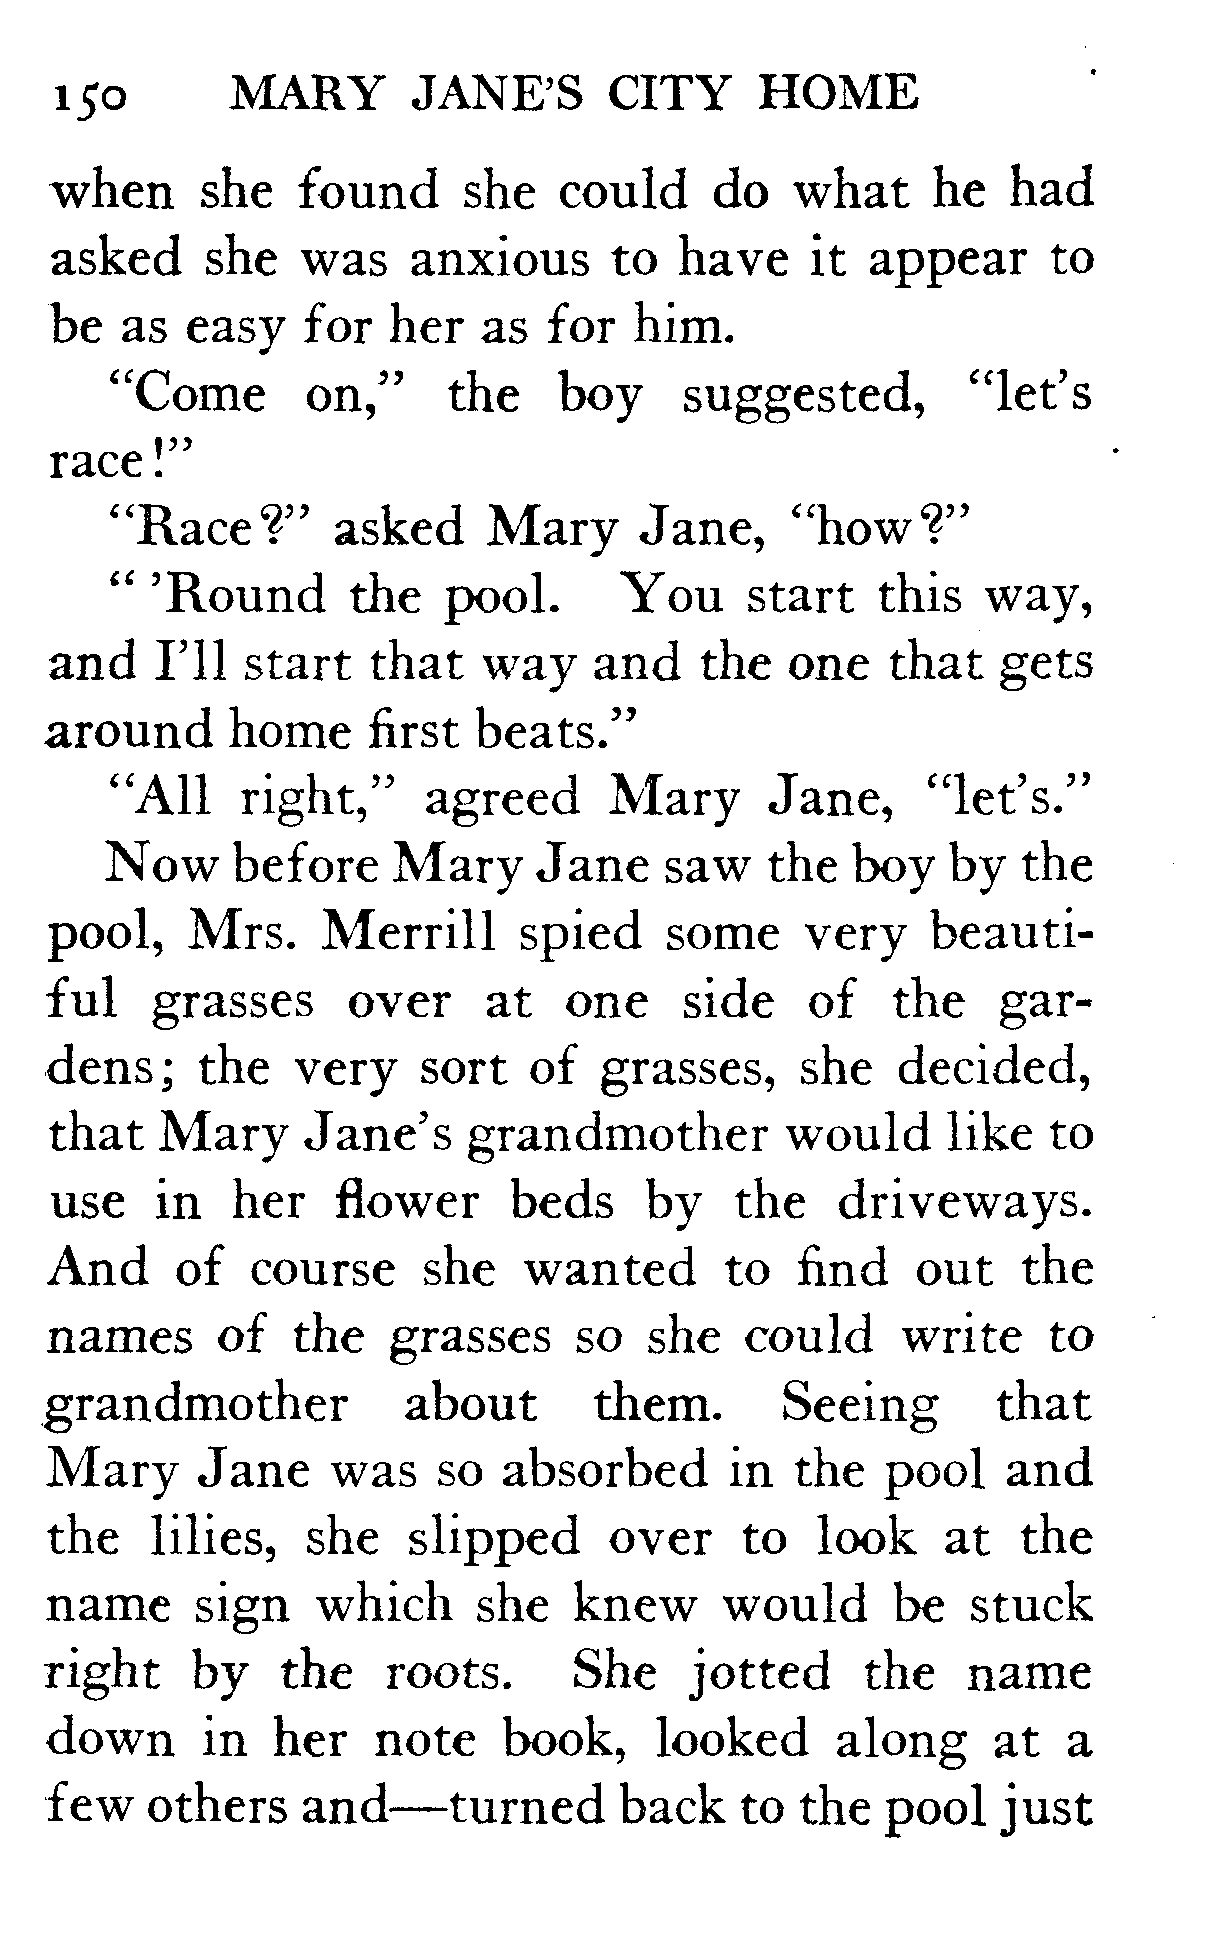 150 MARY JANE'S CITY HOME
when she found she could do what he had
asked she was anxious to have it appear to
be as easy for her as for him.
"Come on," the boy suggested, "let's
race!"
"Race?" asked Mary Jane, "how?"
" 'Round the pool. You start this way,
and I'll start that way and the one that gets
around home first beats."
"All right," agreed Mary Jane, "let's."
Now before Mary Jane saw the boy by the
pool, Mrs. Merrill spied some very beauti-
ful grasses over at one side of the gar-
dens; the very sort of grasses, she decided,
that Mary Jane's grandmother would like to
use in her flower beds by the driveways.
And of course she wanted to find out the
names of the grasses so she could write to
grandmother about them. Seeing that
Mary Jane was so absorbed in the pool and
the lilies, she slipped over to look at the
name sign which she knew would be stuck
right by the roots. She jotted the name
down in her note book, looked along at a
few others and—turned back to the pool just